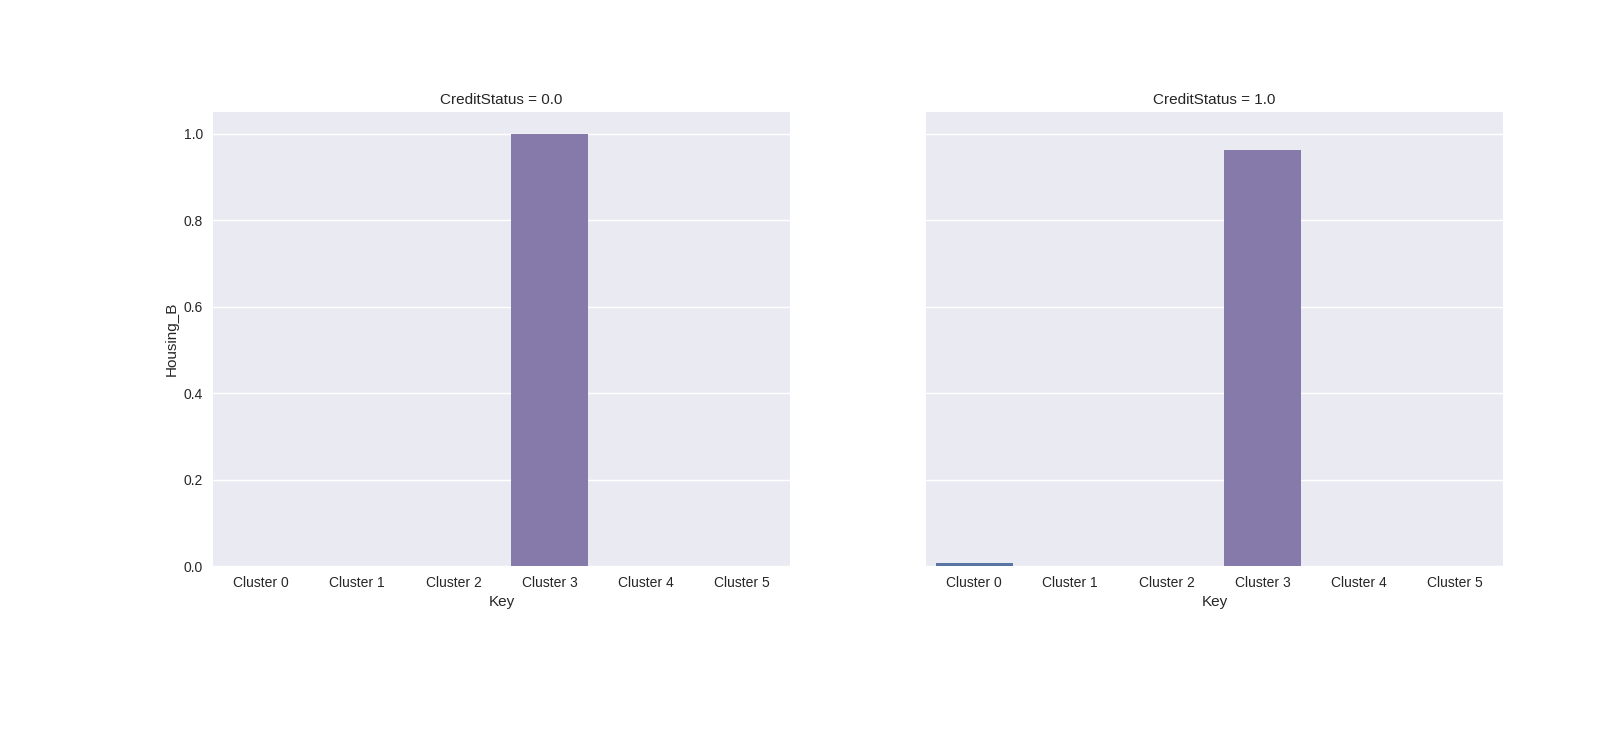 CreditStatus = 0.0
CreditStatus = 1.0
1.0
0.8
0.6
0.4
0.2
0.0
Housing_B
Cluster 0 Cluster 1 Cluster 2 Cluster 3 Cluster 4 Cluster 5
Key
Cluster 0 Cluster 1 Cluster 2 Cluster 3 Cluster 4 Cluster 5
Key